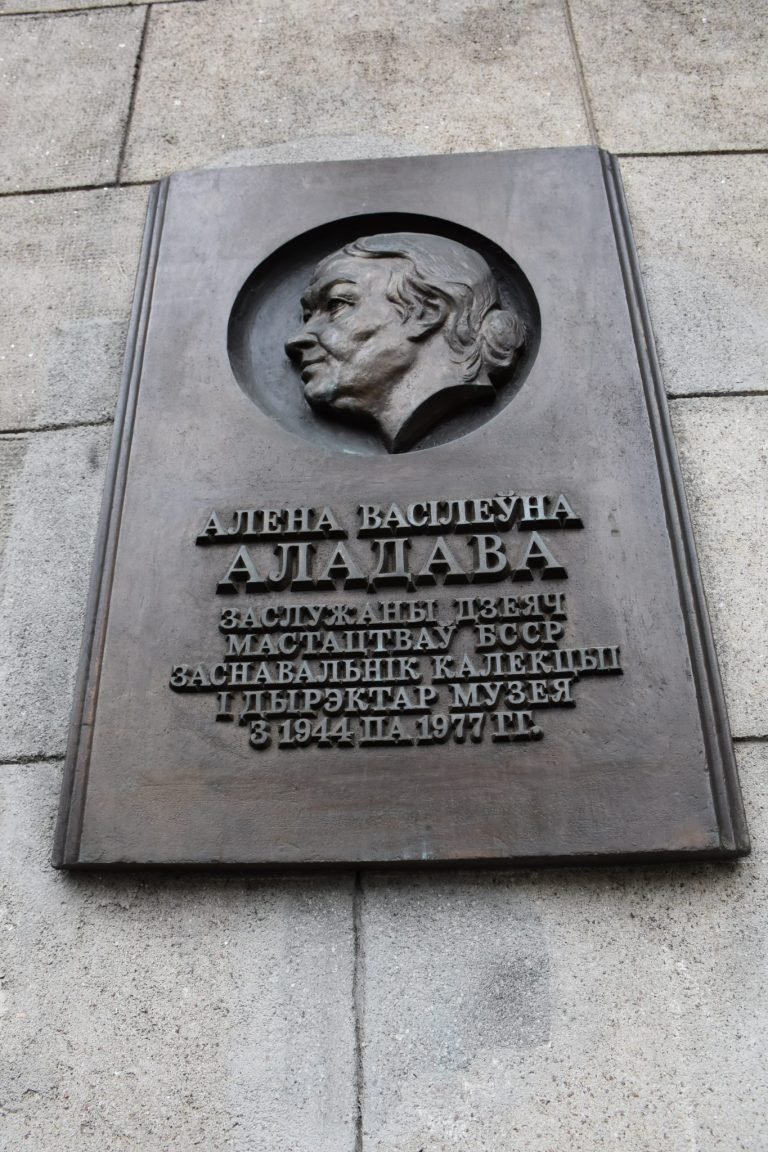 АЛЕНА ВАСІЛЕЎНА
АЛАДАВА
ЗАСЛУЖАНЫ ДЗЕЯЧ
МАСТАЦТВАЎ БССР
ЗАСНАВАЛЬНІК КАЛЕКЦЫІ
І ДЫРЭКТАР МУЗЕЯ
З 1944 ПА 1977 ГГ.